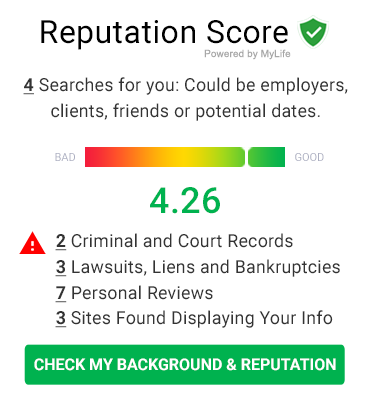 Reputation Score
Powered by MyLife
4 Searches for you: Could be employers,
clients, friends or potential dates.
BAD GOOD
4.26
2 Criminal and Court Records
3 Lawsuits, Liens and Bankruptcies
7 Personal Reviews
3 Sites Found Displaying Your Info
CHECK MY BACKGROUND & REPUTATION